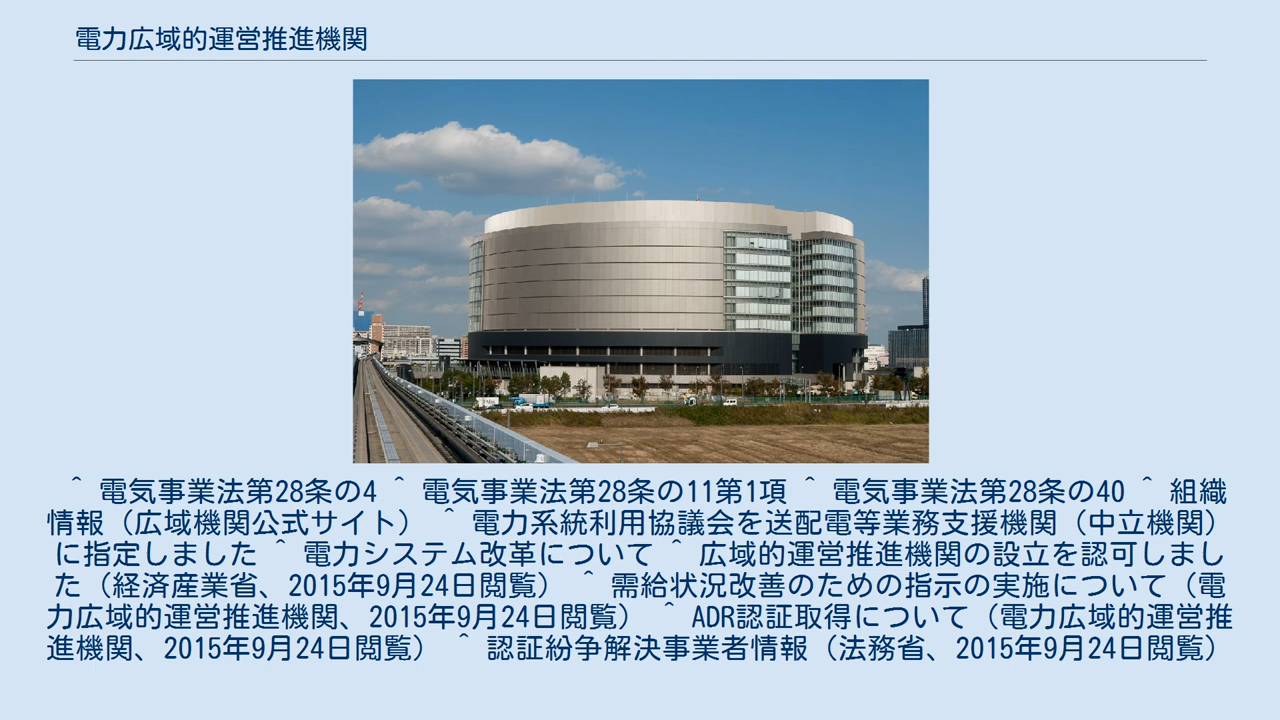 電力広域的運営推進機関
^ 電気事業法第28条の4 ^ 電気事業法第28条の11第1項 ^ 電気事業法第28条の40 ^ 組織
情報（広域機関公式サイト） ^ 電力系統利用協議会を送配電等業務支援機関（中立機関）
に指定しました ^ 電力システム改革について ^ 広域的運営推進機関の設立を認可しまし
た（経済産業省、2015年9月24日閲覧） ^ 需給状況改善のための指示の実施について（電
力広域的運営推進機関、2015年9月24日閲覧） ^ ADR認証取得について（電力広域的運営推
進機関、2015年9月24日閲覧） ^ 認証紛争解決事業者情報（法務省、2015年9月24日閲覧）